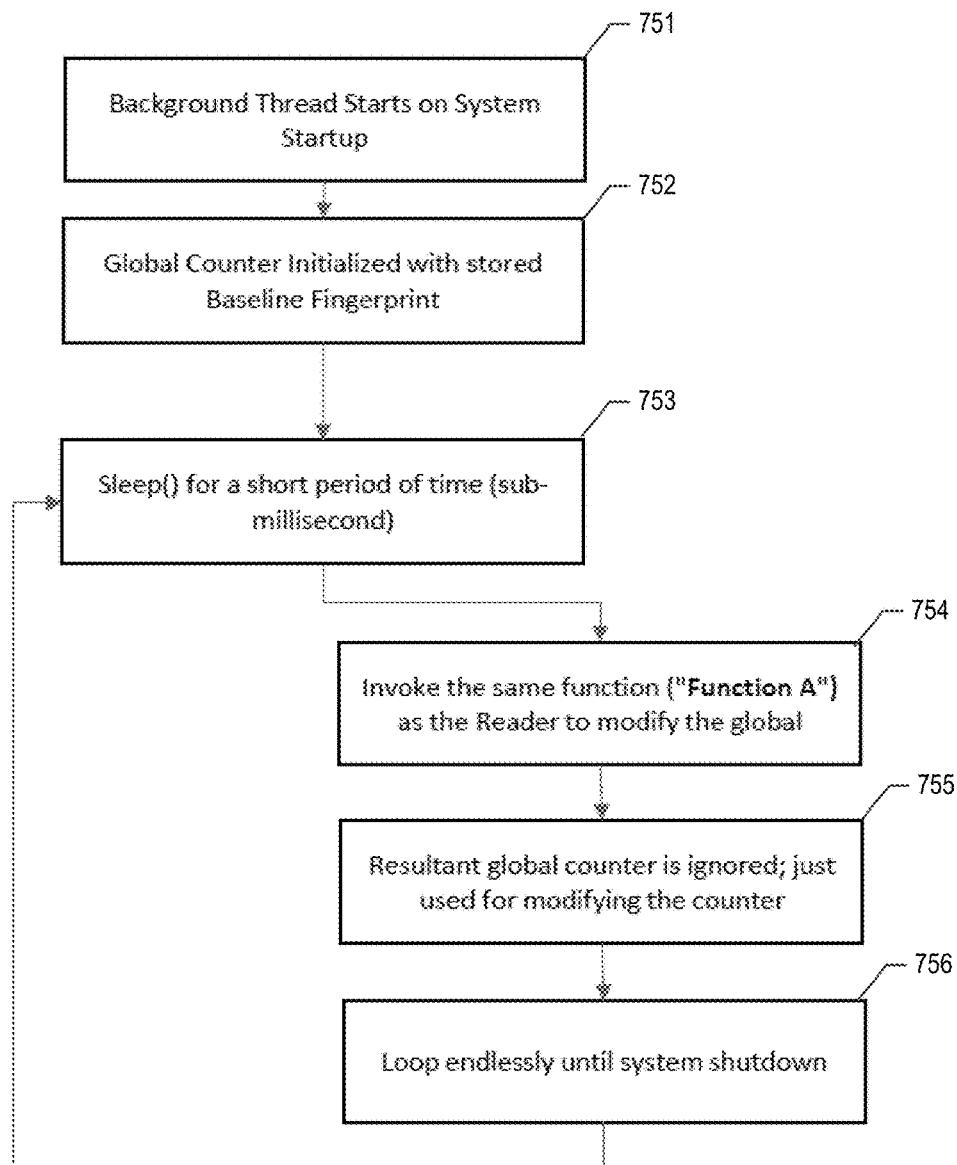 751
Background Thread Starts on System
Startup
752
Global Counter Initialized with stored
Baseline Fingerprint
753
Sleep() for a short period of time (sub-
millisecond)
754
Invoke the same function ("Function A")
as the Reader to modify the global
755
Resultant global counter is ignored; just
used for modifying the counter
756
Loop endlessly until system shutdown